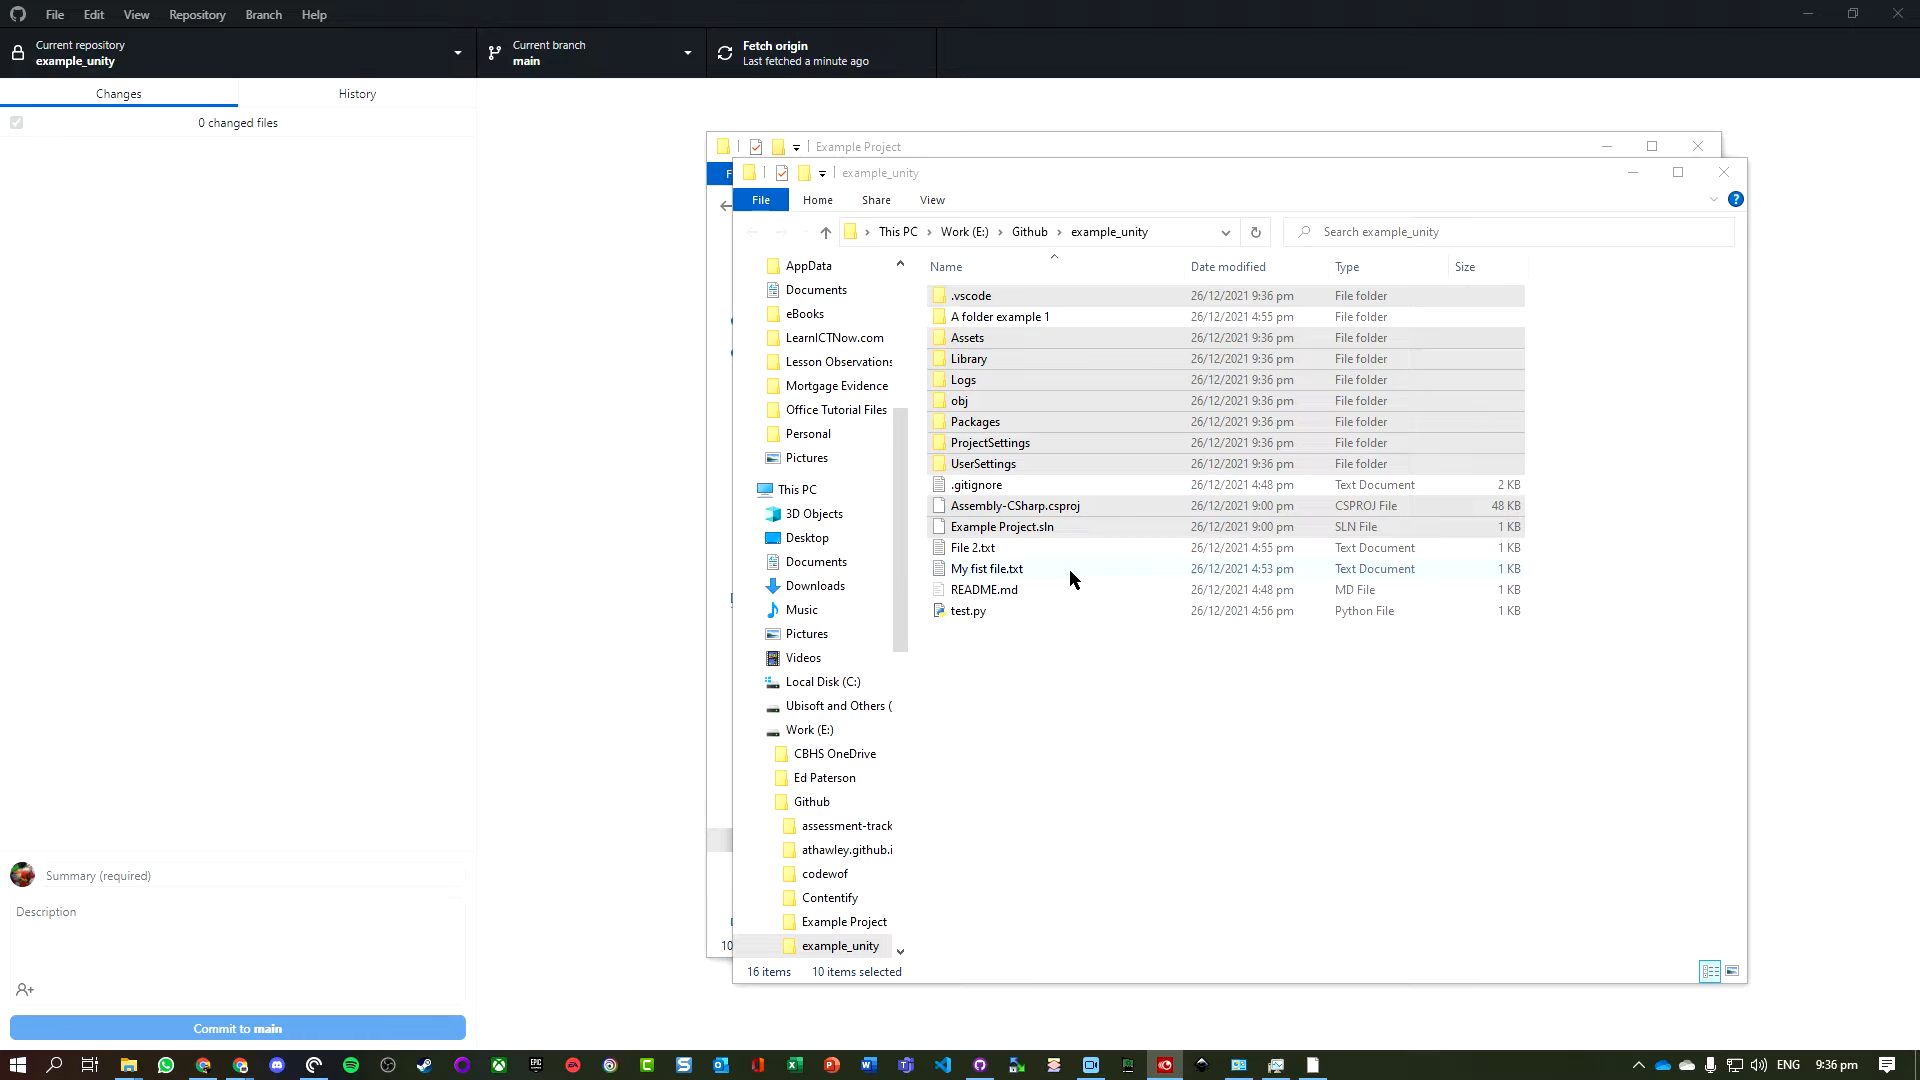 File Edit View Repository Branch Help
Current repository
example_unity
Current branch
main
Fetch origin
Last fetched a minute ago
Changes History
0 changed files
Example Project
example_unity
File Home Share View
This PC Work (E:) Github example_unity
Search example_unity
AppData
Documents
eBooks
LearnICTNow.com
Lesson Observations
Mortgage Evidence
Office Tutorial Files
Personal
Pictures
This PC
3D Objects
Desktop
Documents
Downloads
Music
Pictures
Videos
Local Disk (C:)
Ubisoft and Others (
Work (E:)
CBHS OneDrive
Ed Paterson
Github
assessment-track
athawley.github.i
codewof
Contentify
Example Project
example_unity
Name Date modified Type Size
.vscode 26/12/2021 9:36 pm File folder
A folder example 1 26/12/2021 4:55 pm File folder
Assets 26/12/2021 9:36 pm File folder
Library 26/12/2021 9:36 pm File folder
Logs 26/12/2021 9:36 pm File folder
obj 26/12/2021 9:36 pm File folder
Packages 26/12/2021 9:36 pm File folder
ProjectSettings 26/12/2021 9:36 pm File folder
UserSettings 26/12/2021 9:36 pm File folder
.gitignore 26/12/2021 4:48 pm Text Document 2 KB
Assembly-CSharp.csproj 26/12/2021 9:00 pm CSPROJ File 48 KB
Example Project.sln 26/12/2021 9:00 pm SLN File 1 KB
File 2.txt 26/12/2021 4:55 pm Text Document 1 KB
My fist file.txt 26/12/2021 4:53 pm Text Document 1 KB
README.md 26/12/2021 4:48 pm MD File 1 KB
test.py 26/12/2021 4:56 pm Python File 1 KB
10
16 items 10 items selected
Summary (required)
Description
Commit to main
ENG 9:36 pm